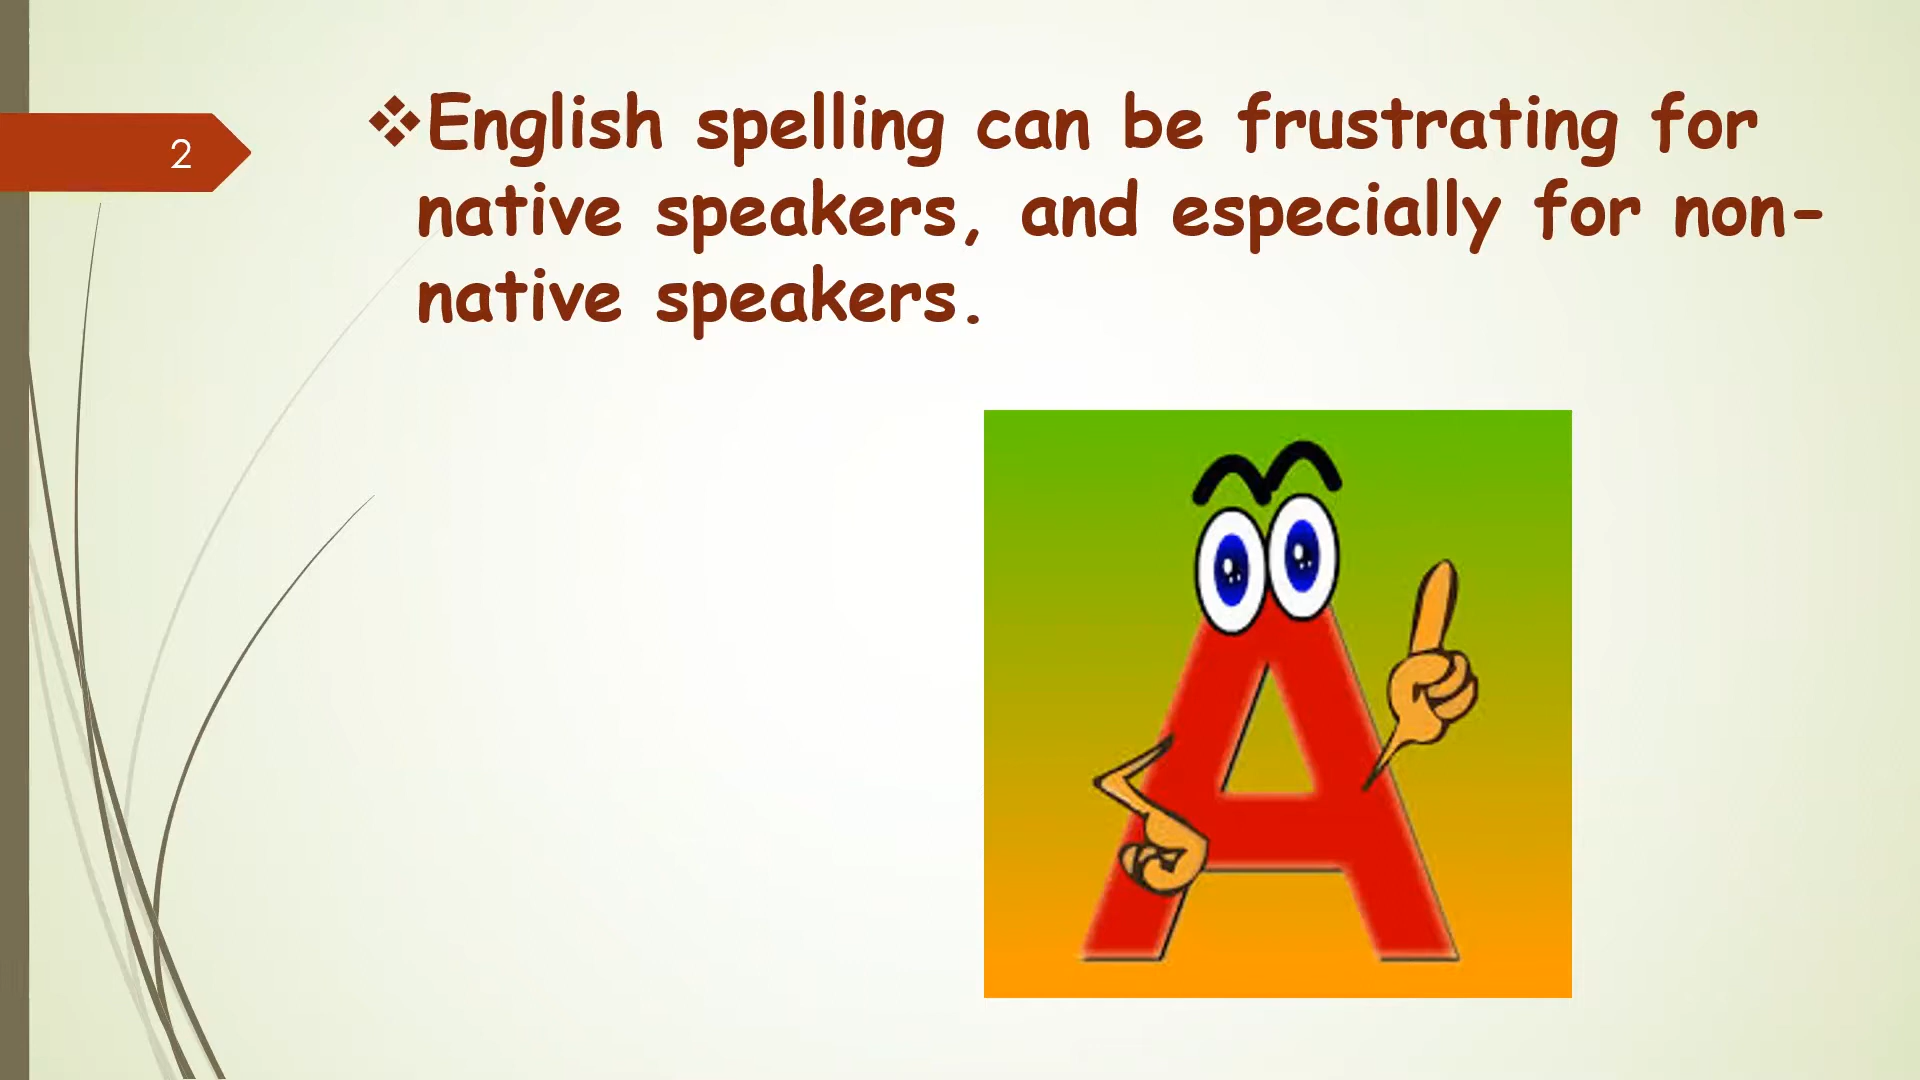 2
❖English spelling can be frustrating for
native speakers, and especially for non-
native speakers.
A